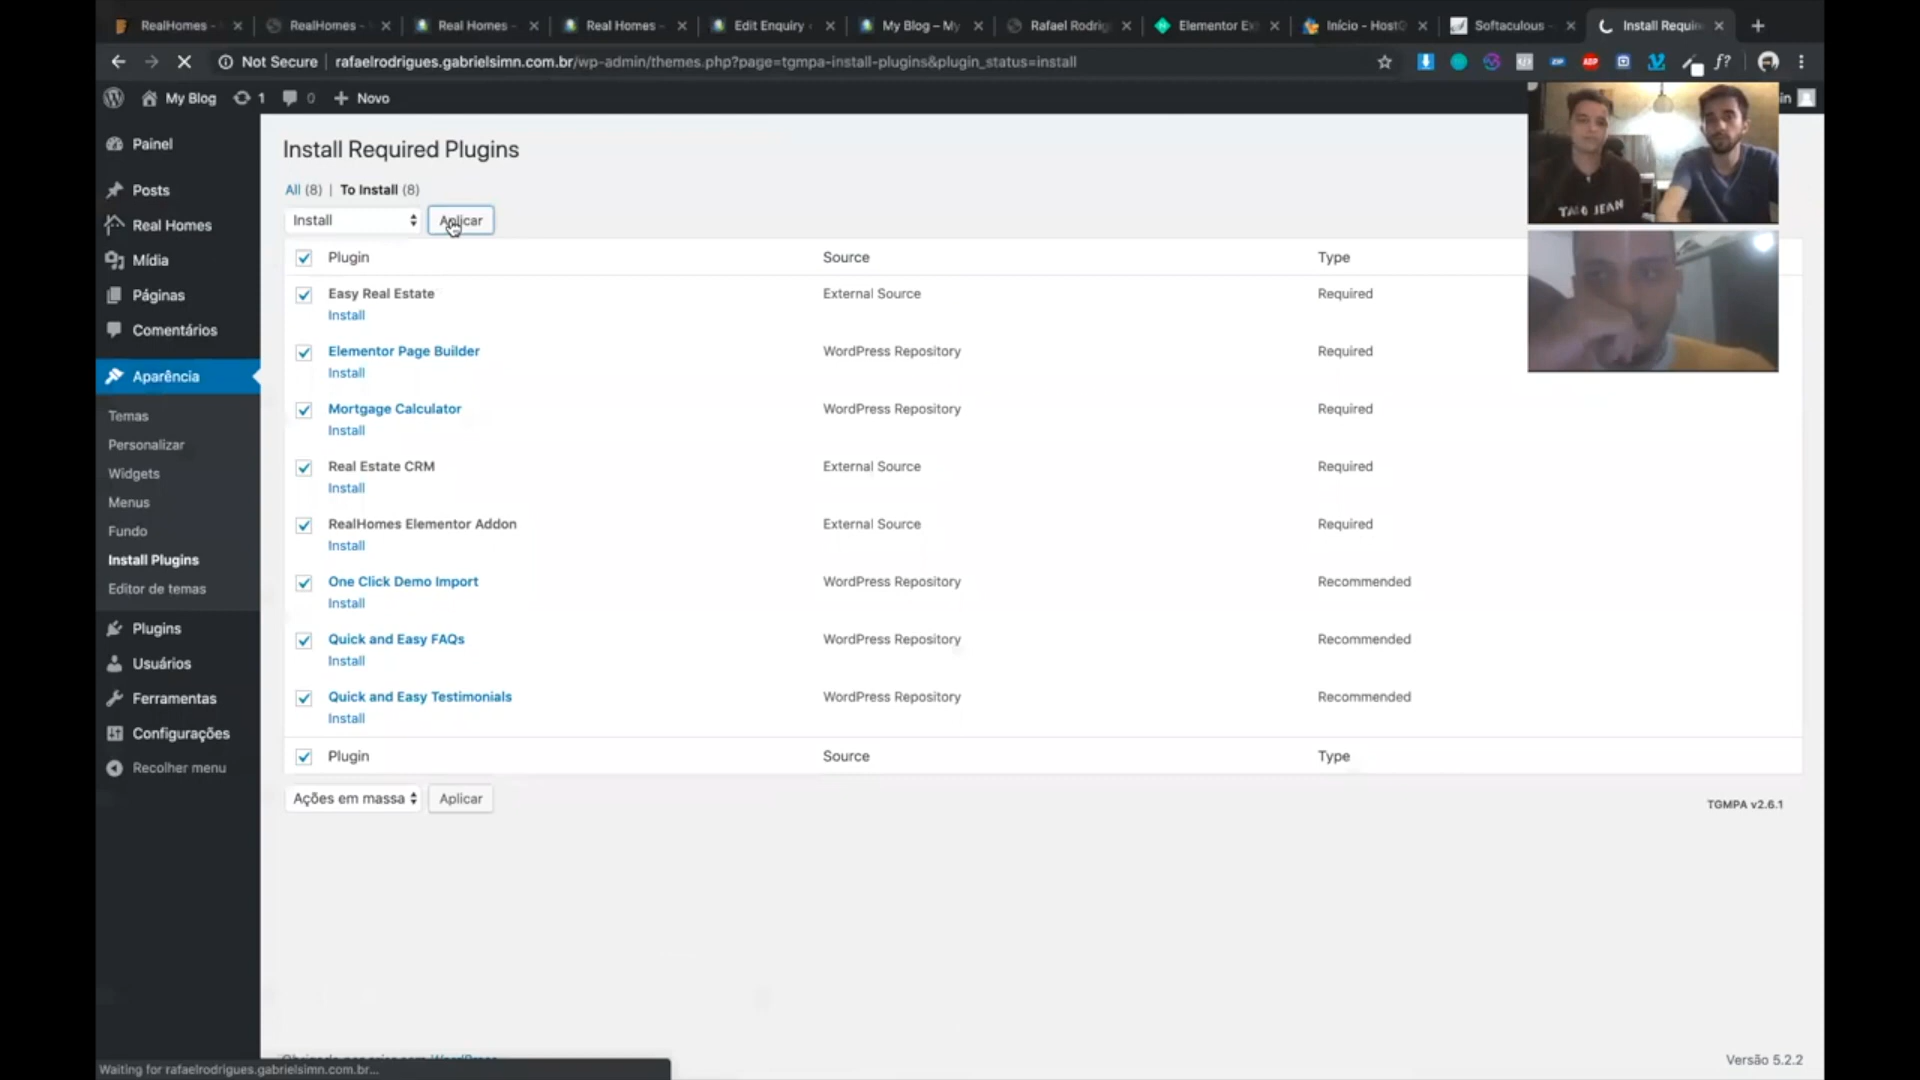 RealHomes -
RealHomes -
Real Homes -
Real Homes -
Edit Enquiry
My Blog – My
Rafael Rodrig
Elementor Ex
Início - Host
Softaculous -
Install Requir
Not Secure
rafaelrodrigues.gabrielsimn.com.br/wp-admin/themes.php?page=tgmpa-install-plugins&plugin_status=install
ABP
f?
My Blog
1
0
Novo
in
Painel
Posts
Real Homes
Mídia
Páginas
Comentários
Aparência
Temas
Personalizar
Widgets
Menus
Fundo
Install Plugins
Editor de temas
Plugins
Usuários
Ferramentas
Configurações
Recolher menu
Install Required Plugins
All (8) | To Install (8)
Install
Aplicar
Plugin Source Type
Easy Real Estate External Source Required
Install
Elementor Page Builder WordPress Repository Required
Install
Mortgage Calculator WordPress Repository Required
Install
Real Estate CRM External Source Required
Install
RealHomes Elementor Addon External Source Required
Install
One Click Demo Import WordPress Repository Recommended
Install
Quick and Easy FAQs WordPress Repository Recommended
Install
Quick and Easy Testimonials WordPress Repository Recommended
Install
Plugin Source Type
Ações em massa Aplicar
TGMPA v2.6.1
Versão 5.2.2
Waiting for rafaelrodrigues.gabrielsimn.com.br...
JEAN